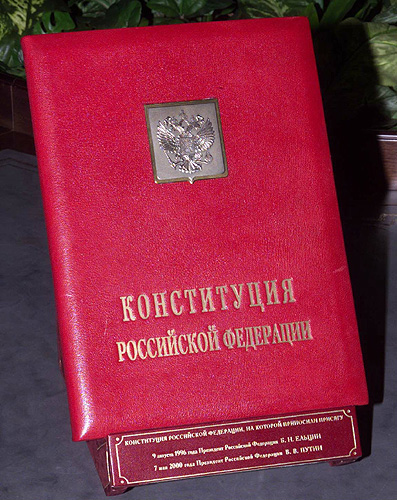 КОНСТИТУЦИЯ
РОССИЙСКОЙ ФЕДЕРАЦИИ
КОНСТИТУЦИЯ РОССИЙСКОЙ ФЕДЕРАЦИИ, НА КОТОРОЙ ПРИНОСИЛИ ПРИСЯГУ
9 августа 1996 года Президент Российской Федерации Б. Н. ЕЛЬЦИН
7 мая 2000 года Президент Российской Федерации В. В. ПУТИН